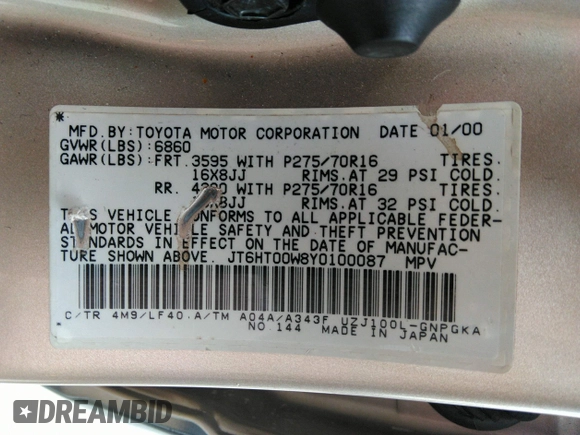 * MFD.BY: TOYOTA MOTOR CORPORATION DATE 01/00
GVWR(LBS): 6860
GAWR(LBS): FRT. 3595 WITH P275/70R16 TIRES.
16X8JJ RIMS.AT 29 PSI COLD.
RR. WITH P275/70R16 TIRES.
RIMS.AT 32 PSI COLD.
THIS VEHICLE CONFORMS TO ALL APPLICABLE FEDER-
AL MOTOR VEHICLE SAFETY AND THEFT PREVENTION
STANDARDS IN EFFECT ON THE DATE OF MANUFAC-
TURE SHOWN ABOVE. JT6HT00W8Y0100087 MPV
C/TR 4M9/LF40.A/TM A04A/A343F UZJ100L-GNPGKA
NO.144 MADE IN JAPAN
DREAMBID